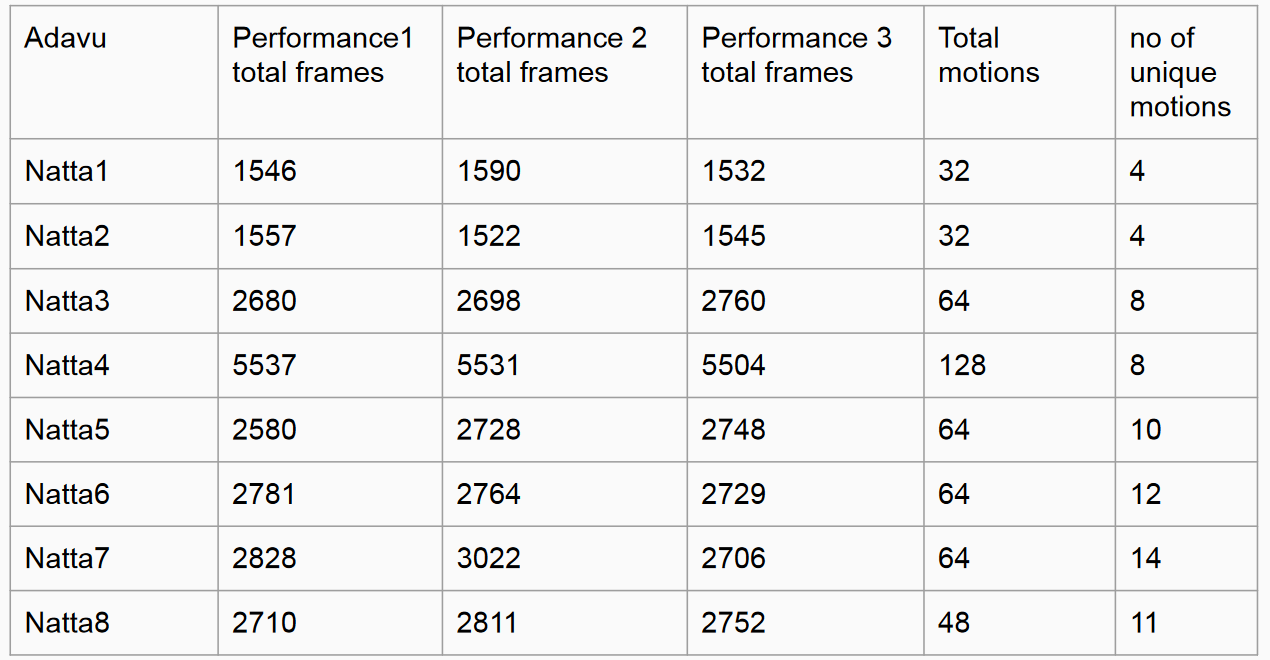 Adavu Performance1 total frames Performance 2 total frames Performance 3 total frames Total motions no of unique motions
Natta1 1546 1590 1532 32 4
Natta2 1557 1522 1545 32 4
Natta3 2680 2698 2760 64 8
Natta4 5537 5531 5504 128 8
Natta5 2580 2728 2748 64 10
Natta6 2781 2764 2729 64 12
Natta7 2828 3022 2706 64 14
Natta8 2710 2811 2752 48 11